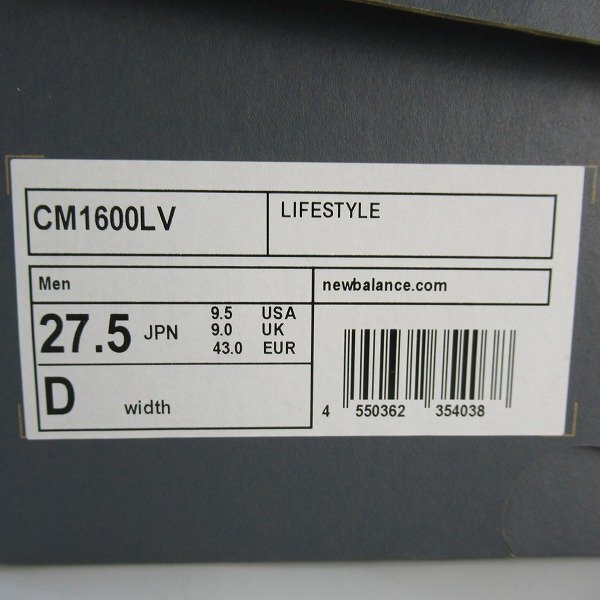 CM1600LV
LIFESTYLE
Men
newbalance.com
27.5 JPN
9.5 USA
9.0 UK
43.0 EUR
D width
4 550362 354038